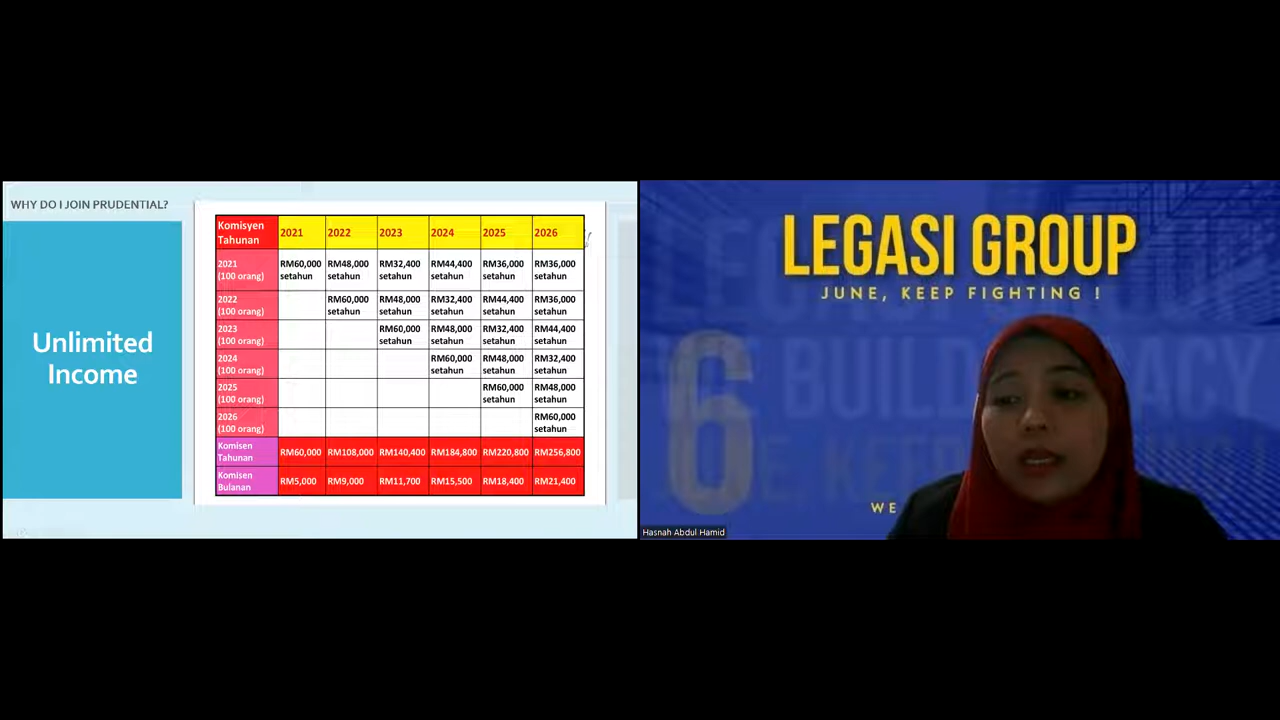 WHY DO I JOIN PRUDENTIAL?
Unlimited
Income
Komisyen Tahunan 2021 2022 2023 2024 2025 2026
2021 (100 orang) RM60,000 setahun RM48,000 setahun RM32,400 setahun RM44,400 setahun RM36,000 setahun RM36,000 setahun
2022 (100 orang) RM60,000 setahun RM48,000 setahun RM32,400 setahun RM44,400 setahun RM36,000 setahun
2023 (100 orang) RM60,000 setahun RM48,000 setahun RM32,400 setahun RM44,400 setahun
2024 (100 orang) RM60,000 setahun RM48,000 setahun RM32,400 setahun
2025 (100 orang) RM60,000 setahun RM48,000 setahun
2026 (100 orang) RM60,000 setahun
Komisen Tahunan RM60,000 RM108,000 RM140,400 RM184,800 RM220,800 RM256,800
Komisen Bulanan RM5,000 RM9,000 RM11,700 RM15,500 RM18,400 RM21,400
LEGASI GROUP
JUNE, KEEP FIGHTING !
6
BUILD
WE
Hasnah Abdul Hamid